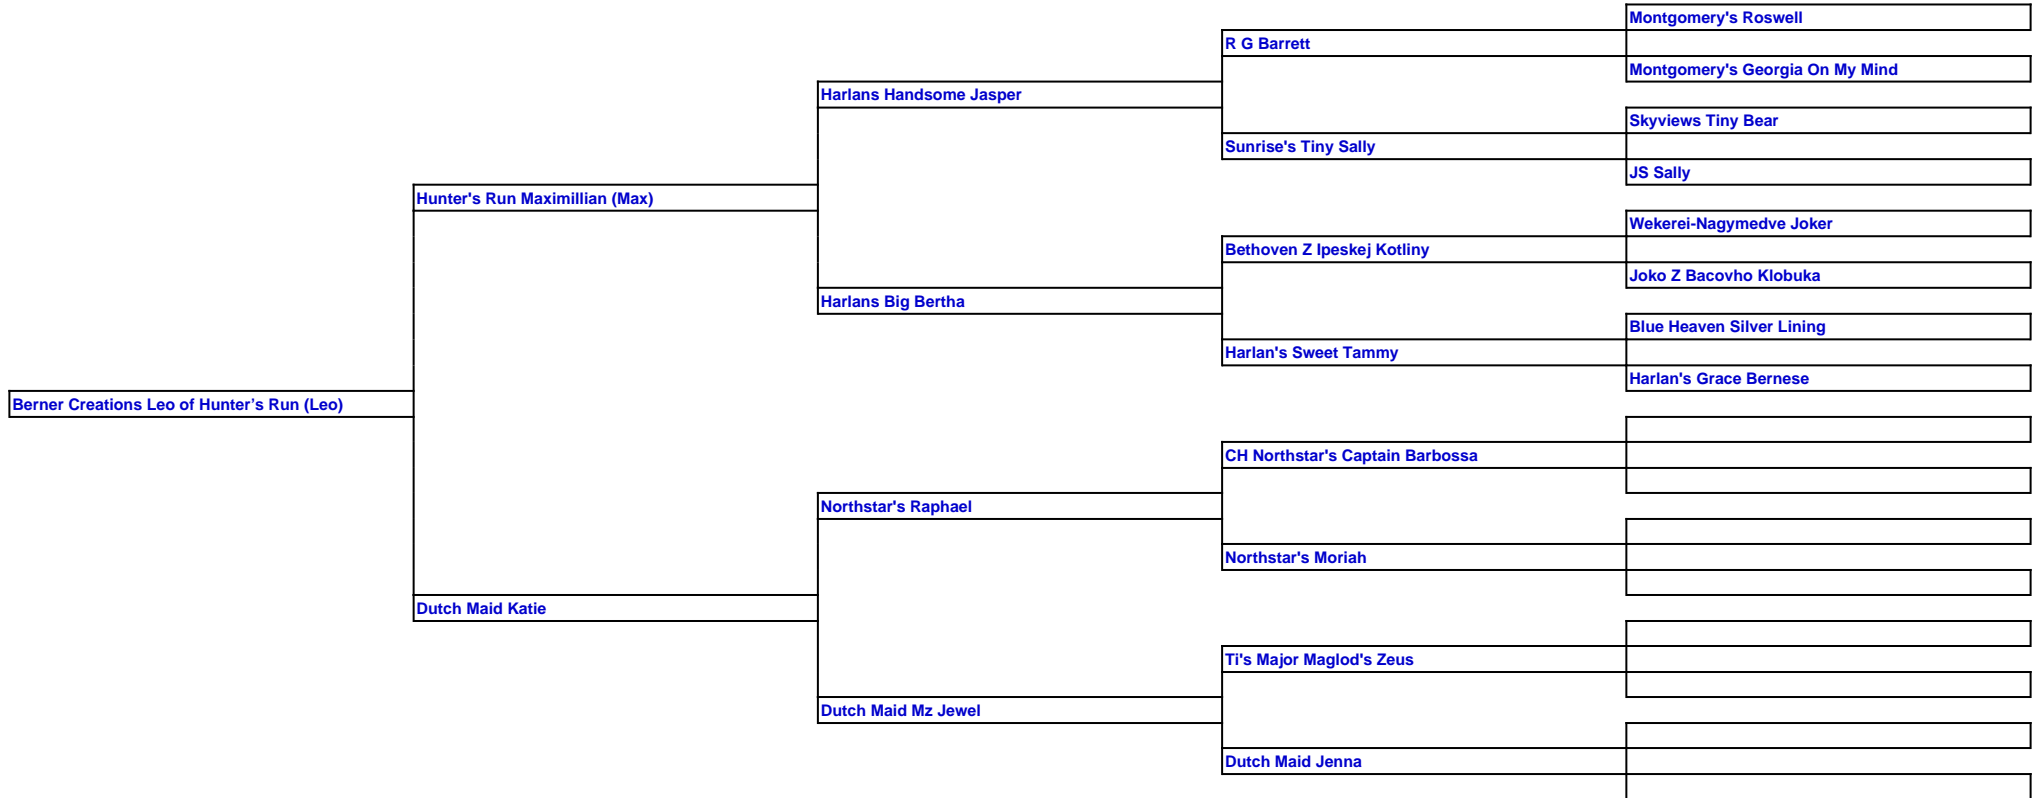 Montgomery's Roswell
R G Barrett
Montgomery's Georgia On My Mind
Harlans Handsome Jasper
Skyviews Tiny Bear
Sunrise's Tiny Sally
JS Sally
Hunter's Run Maximillian (Max)
Wekerei-Nagymedve Joker
Bethoven Z Ipeskej Kotliny
Joko Z Bacovho Klobuka
Harlans Big Bertha
Blue Heaven Silver Lining
Harlan's Sweet Tammy
Harlan's Grace Bernese
Berner Creations Leo of Hunter’s Run (Leo)
CH Northstar's Captain Barbossa
Northstar's Raphael
Northstar's Moriah
Dutch Maid Katie
Ti's Major Maglod's Zeus
Dutch Maid Mz Jewel
Dutch Maid Jenna